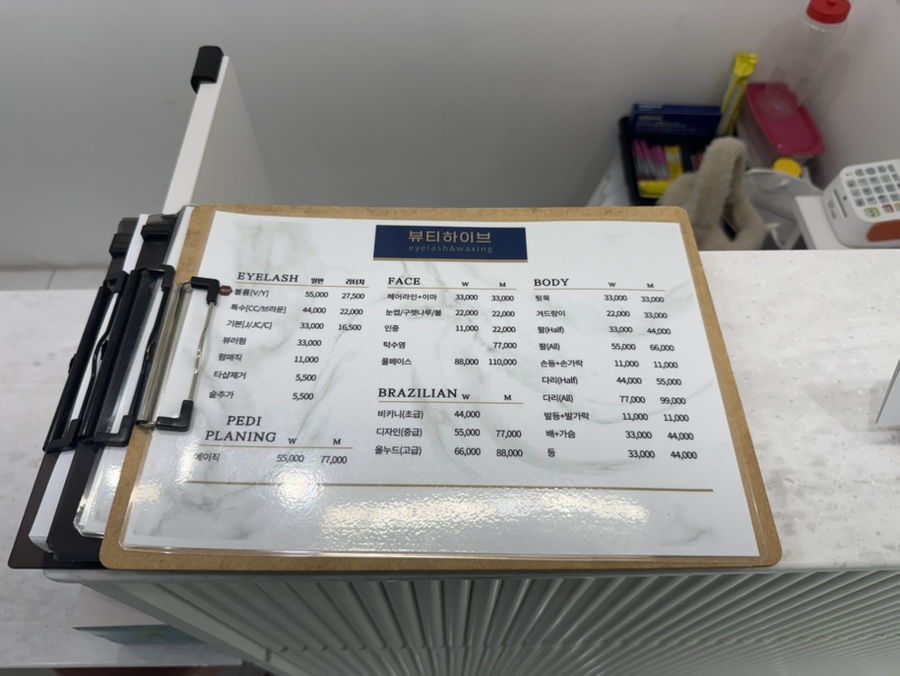 뷰티하이브
eyelash&waxing
EYELASH 일반 리터치
볼륨[V/Y] 55,000 27,500
특수[CC/브라운] 44,000 22,000
기본[J/JC/C] 33,000 16,500
뷰러펌 33,000
펌매직 11,000
타샵제거 5,500
숱추가 5,500
PEDI
PLANING W M
베이직 55,000 77,000
FACE W M
헤어라인+이마 33,000 33,000
눈썹/구렛나루/볼 22,000 22,000
인중 11,000 22,000
턱수염 77,000
풀페이스 88,000 110,000
BRAZILIAN W M
비키니(초급) 44,000
디자인(중급) 55,000 77,000
올누드(고급) 66,000 88,000
BODY W M
뒷목 33,000 33,000
겨드랑이 22,000 33,000
팔(Half) 33,000 44,000
팔(All) 55,000 66,000
손등+손가락 11,000 11,000
다리(Half) 44,000 55,000
다리(All) 77,000 99,000
발등+발가락 11,000 11,000
배+가슴 33,000 44,000
등 33,000 44,000